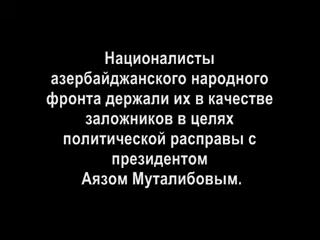 Националисты
азербайджанского народного
фронта держали их в качестве
заложников в целях
политической расправы с
президентом
Аязом Муталибовым.